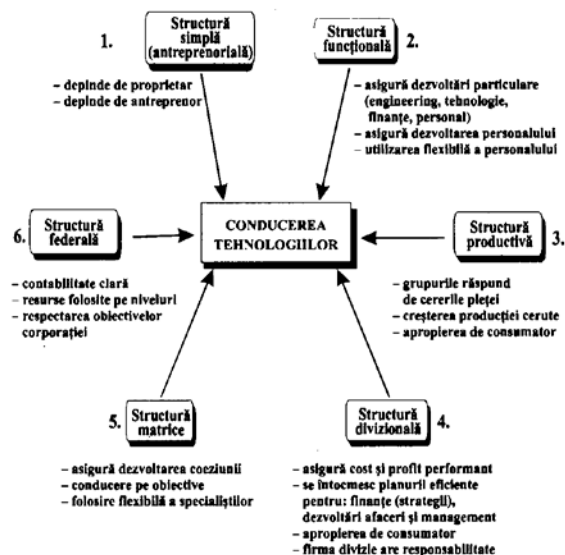 1.
Structură
simplă
(antreprenorială)
– depinde de proprietar
– depinde de antreprenor
Structură
funcțională
2.
– asigură dezvoltări particulare
(engineering, tehnologie,
finanțe, personal)
– asigură dezvoltarea personalului
– utilizarea flexibilă a personalului
CONDUCEREA
TEHNOLOGIILOR
Structură
productivă
3.
– grupurile răspund
de cererile pieței
– creșterea producției cerute
– apropierea de consumator
Structură
divizională
4.
– asigură cost și profit performant
– se întocmesc planurii eficiente
pentru: finanțe (strategii),
dezvoltări afaceri și management
– apropierea de consumator
– firma divizie are responsabilitate
5.
Structură
matrice
– asigură dezvoltarea coeziunii
– conducere pe obiective
– folosire flexibilă a specialiștilor
6.
Structură
federală
– contabilitate clară
– resurse folosite pe niveluri
– respectarea obiectivelor
corporației